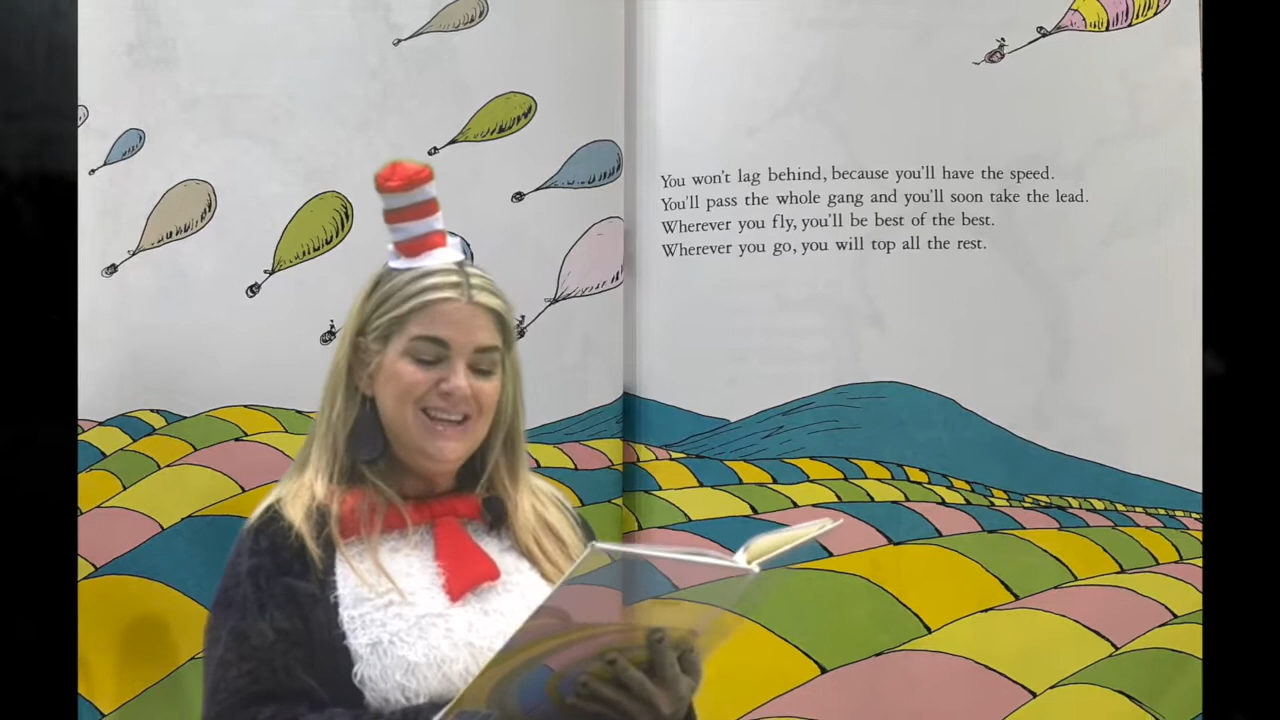 You won't lag behind, because you'll have the speed.
You'll pass the whole gang and you'll soon take the lead.
Wherever you fly, you'll be best of the best.
Wherever you go, you will top all the rest.